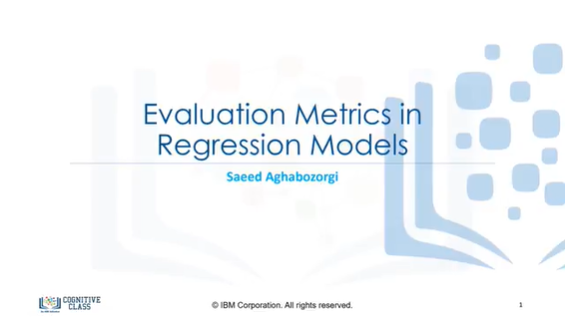 Evaluation Metrics in
Regression Models
Saeed Aghabozorgi
COGNITIVE
CLASS
© IBM Corporation. All rights reserved.
1